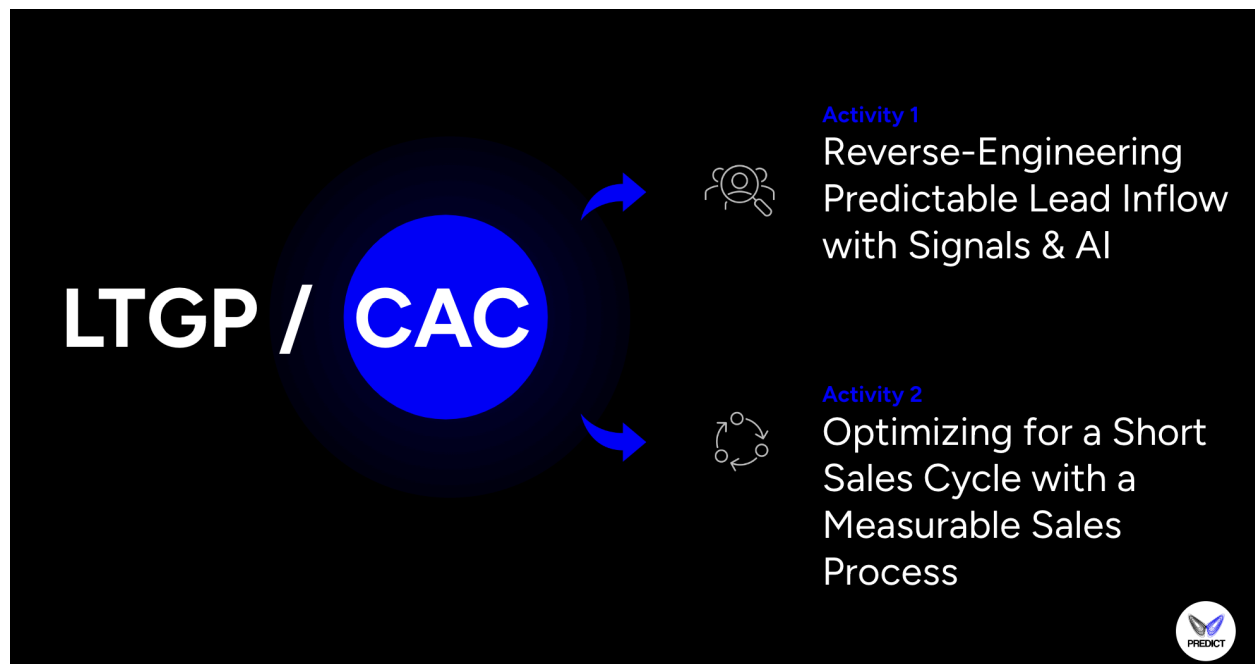 LTGP / CAC
Activity 1
Reverse-Engineering
Predictable Lead Inflow
with Signals & AI
Activity 2
Optimizing for a Short
Sales Cycle with a
Measurable Sales
Process
PREDICT